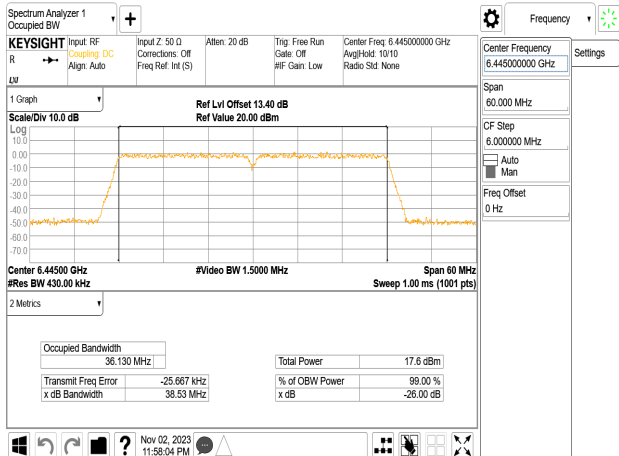 Spectrum Analyzer 1
Occupied BW
Frequency
KEYSIGHT
R
Input: RF
Coupling: DC
Align: Auto
Input Z: 50 Ω
Corrections: Off
Freq Ref: Int (S)
Atten: 20 dB
Trig: Free Run
Gate: Off
#IF Gain: Low
Center Freq: 6.445000000 GHz
Avg|Hold: 10/10
Radio Std: None
Center Frequency
6.445000000 GHz
Settings
Span
60.000 MHz
CF Step
6.000000 MHz
Auto
Man
Freq Offset
0 Hz
1 Graph
Scale/Div 10.0 dB
Ref Lvl Offset 13.40 dB
Ref Value 20.00 dBm
Log
10.0
0.00
-10.0
-20.0
-30.0
-40.0
-50.0
-60.0
-70.0
Center 6.44500 GHz
#Video BW 1.5000 MHz
Span 60 MHz
#Res BW 430.00 kHz
Sweep 1.00 ms (1001 pts)
2 Metrics
Occupied Bandwidth
36.130 MHz
Total Power 17.6 dBm
Transmit Freq Error -25.667 kHz
% of OBW Power 99.00 %
x dB Bandwidth 38.53 MHz
x dB -26.00 dB
?
Nov 02, 2023
11:58:04 PM